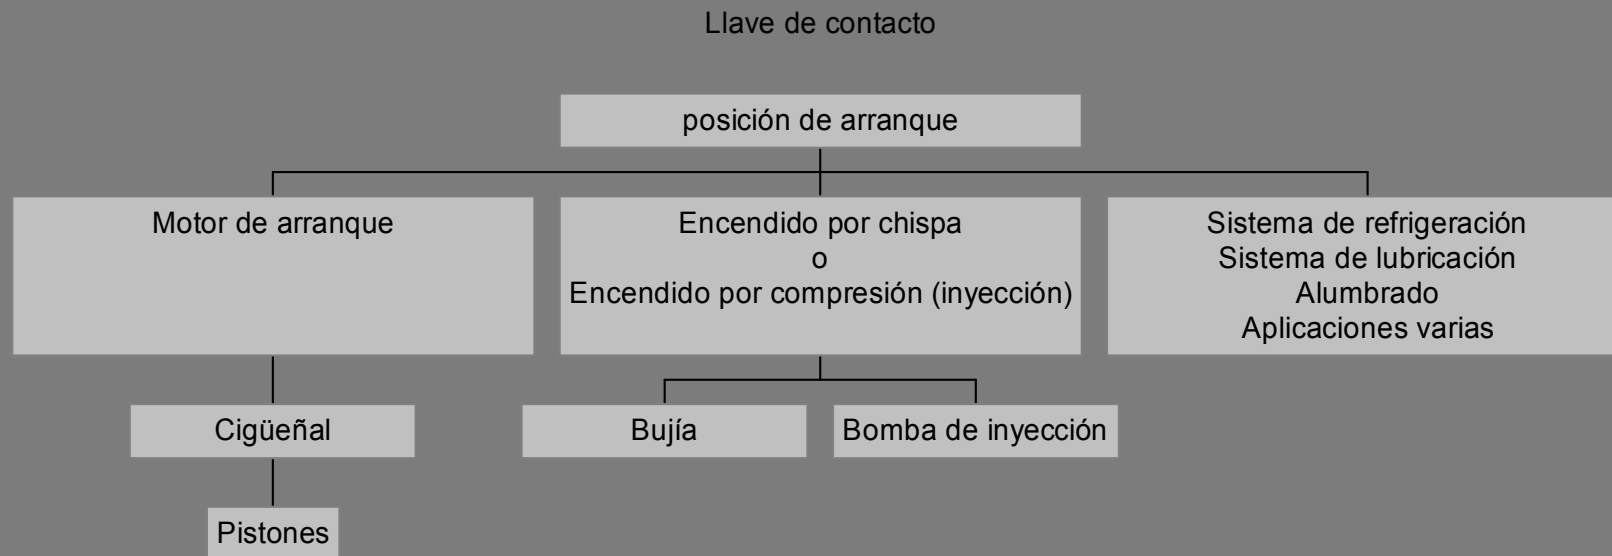 Llave de contacto
posición de arranque
Motor de arranque
Encendido por chispa
o
Encendido por compresión (inyección)
Sistema de refrigeración
Sistema de lubricación
Alumbrado
Aplicaciones varias
Cigüeñal
Bujía
Bomba de inyección
Pistones